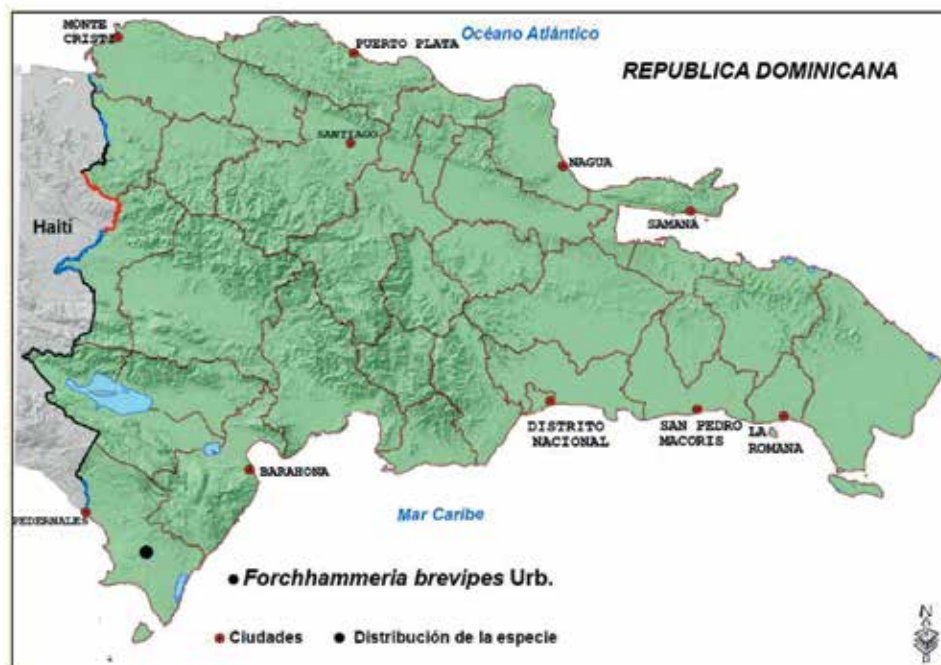 MONTE
CRISTI
PUERTO PLATA
Océano Atlántico
REPUBLICA DOMINICANA
SANTIAGO
NAGUA
Haití
SAMANÁ
DISTRITO
NACIONAL
SAN PEDRO
MACORIS
LA
ROMANA
BARAHONA
PEDERNALES
Mar Caribe
Forchhammeria brevipes Urb.
Ciudades
Distribución de la especie
N